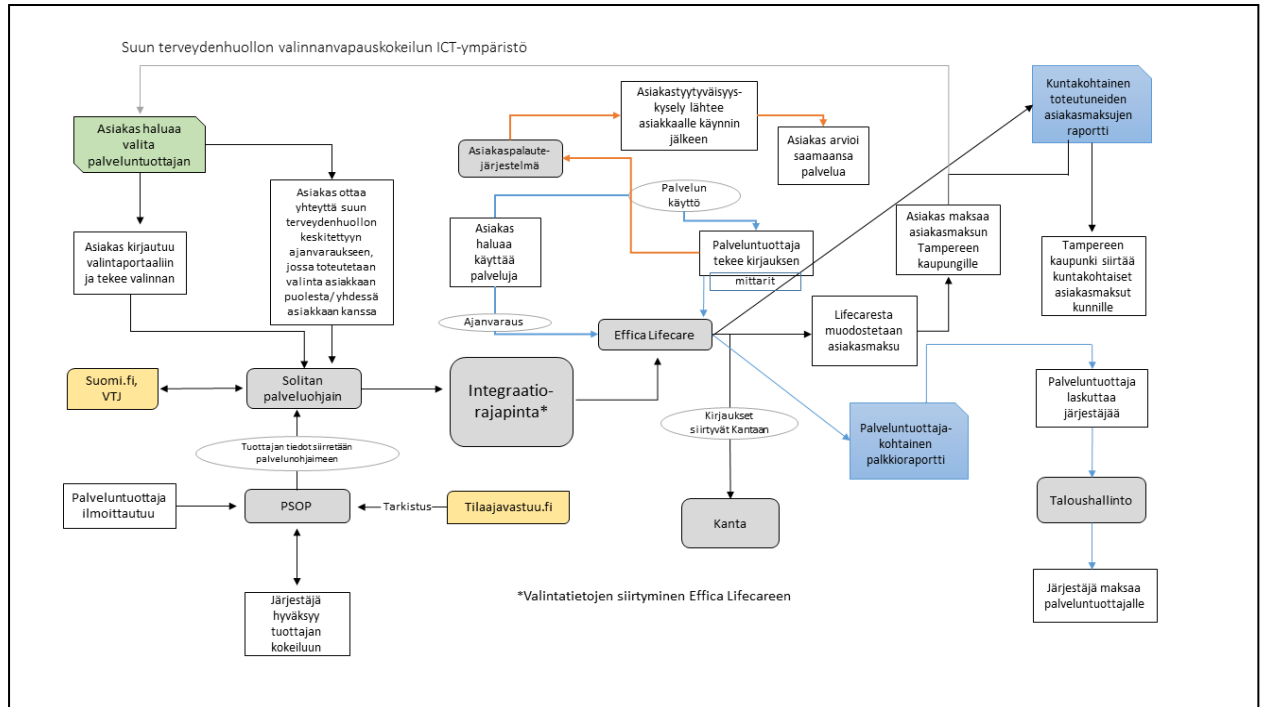 Suun terveydenhuollon valinnanvapauskokeilun ICT-ympäristö
Asiakas haluaa
valita
palveluntuottajan
Asiakas kirjautuu
valintaportaaliin
ja tekee valinnan
Asiakas ottaa
yhteyttä suun
terveydenhuollon
keskitettyyn
ajanvaraukseen,
jossa toteutetaan
valinta asiakkaan
puolesta/yhdessä
asiakkaan kanssa
Suomi.fi,
VTJ
Solitan
palveluohjain
Tuottajan tiedot siirretään
palvelunohjaimeen
Palveluntuottaja
ilmoittautuu
PSOP
Tarkistus
Tilaajavastuu.fi
Järjestäjä
hyväksyy
tuottajan
kokeiluun
Integraatio-
rajapinta*
Asiakaspalaute-
järjestelmä
Asiakastyytyväisyys-
kysely lähtee
asiakkaalle käynnin
jälkeen
Asiakas arvioi
saamaansa
palvelua
Asiakas
haluaa
käyttää
palveluja
Palvelun
käyttö
Palveluntuottaja
tekee kirjauksen
mittarit
Ajanvaraus
Effica Lifecare
Kirjaukset
siirtyvät Kantaan
Kanta
*Valintatietojen siirtyminen Effica Lifecareen
Lifecaresta
muodostetaan
asiakasmaksu
Asiakas maksaa
asiakasmaksun
Tampereen
kaupungille
Kuntakohtainen
toteutuneiden
asiakasmaksujen
raportti
Tampereen
kaupunki siirtää
kuntakohtaiset
asiakasmaksut
kunnille
Palveluntuottaja-
kohtainen
palkkioraportti
Palveluntuottaja
laskuttaa
järjestäjää
Taloushallinto
Järjestäjä maksaa
palveluntuottajalle